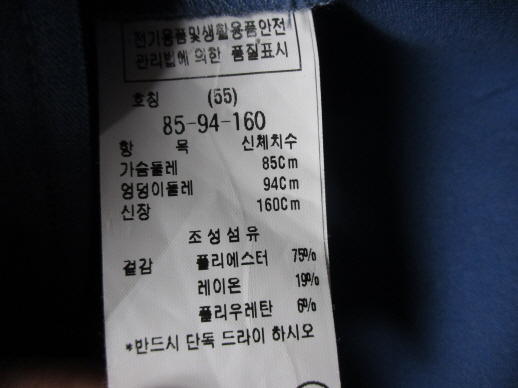 전기용품및생활용품안전
관리법에 의한 품질표시
호칭 (55)
85-94-160
항 목 신체치수
가슴둘레 85Cm
엉덩이둘레 94Cm
신장 160Cm
조성섬유
겉감 폴리에스터 75%
레이온 19%
폴리우레탄 6%
*반드시 단독 드라이 하시오